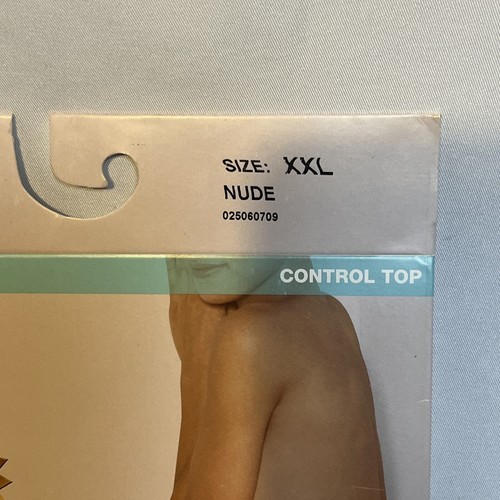 SIZE: XXL
NUDE
025060709
CONTROL TOP